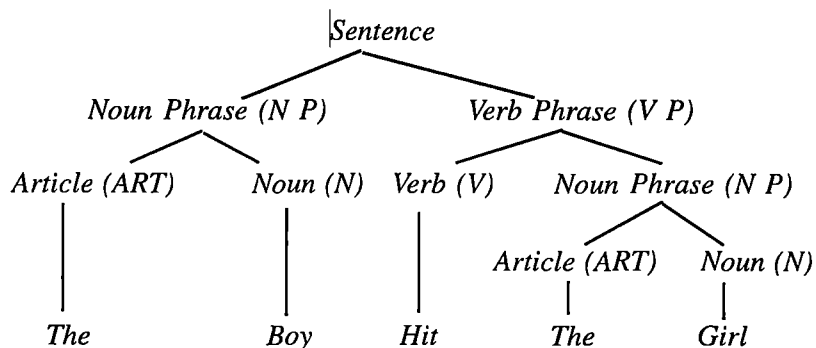 Sentence
Noun Phrase (N P) Verb Phrase (V P)
Article (ART) Noun (N) Verb (V) Noun Phrase (N P)
Article (ART) Noun (N)
The Boy Hit The Girl